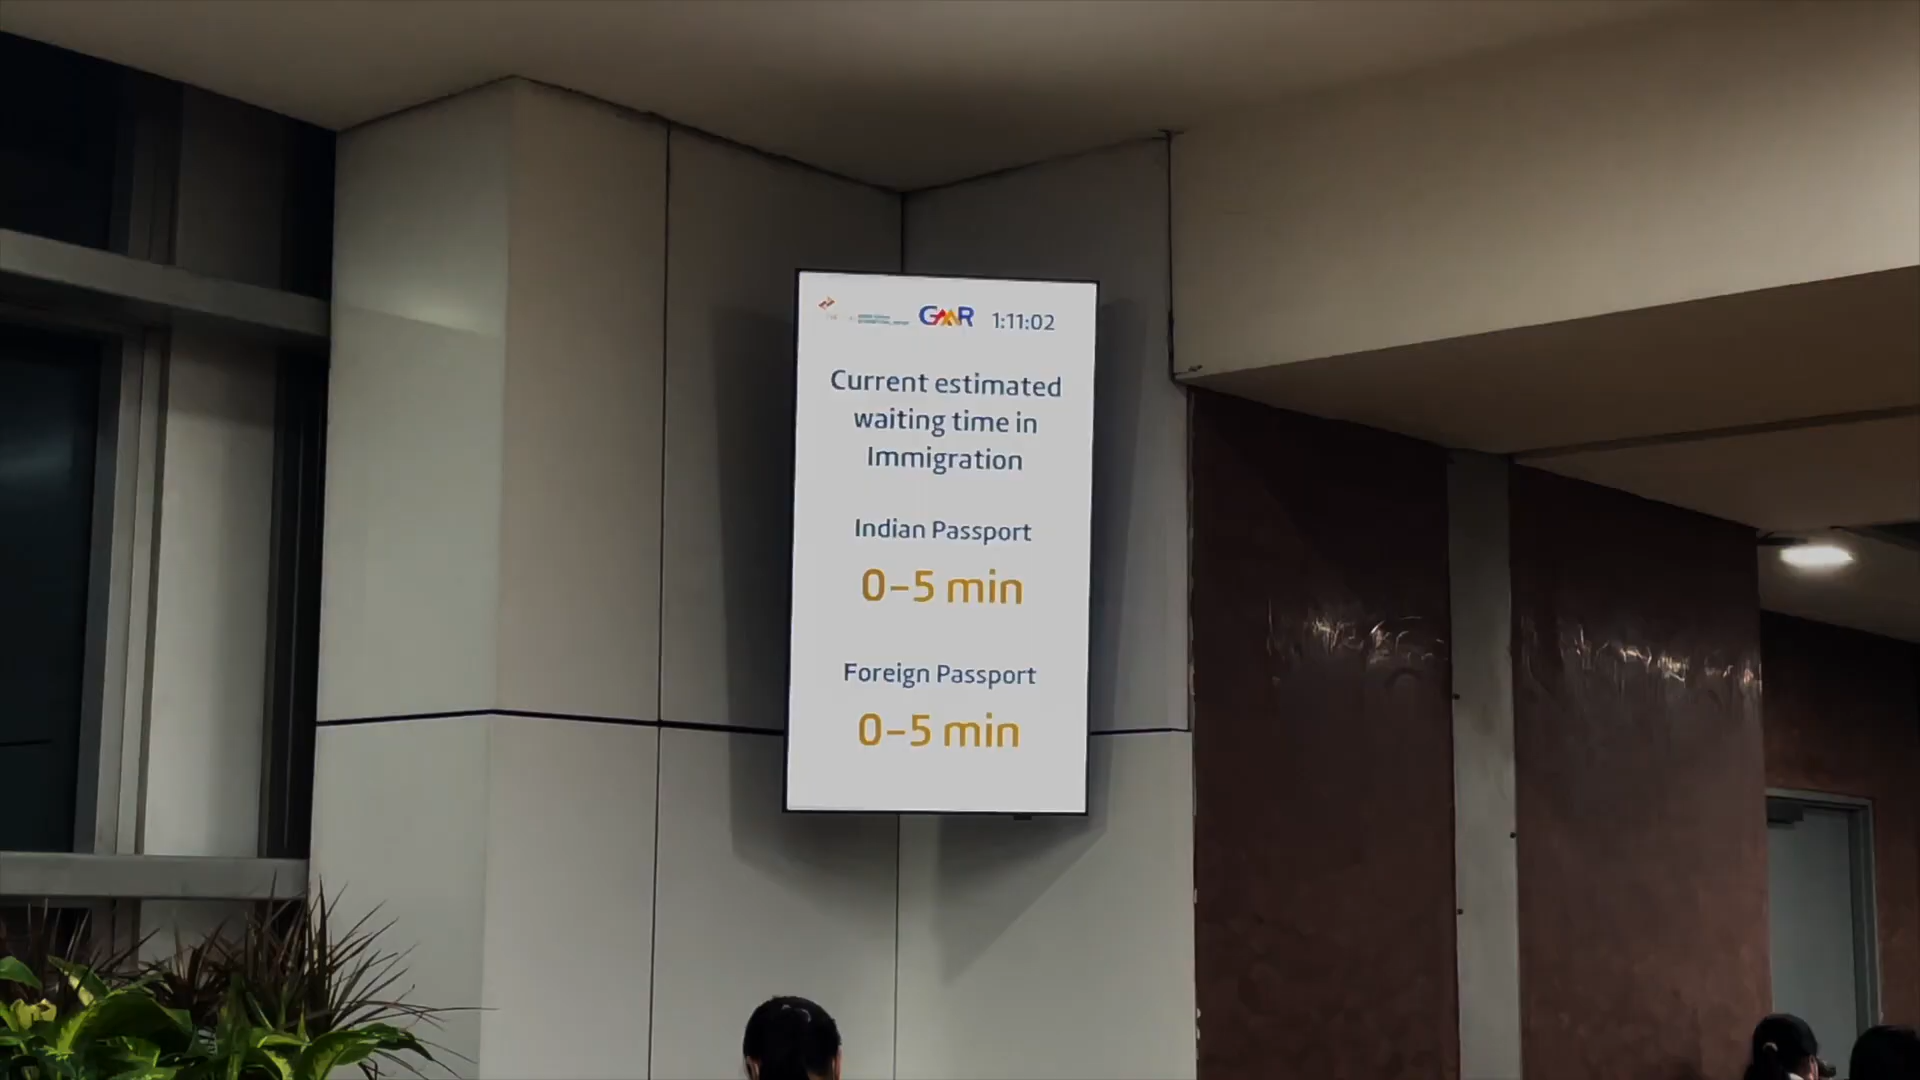 GMR 1:11:02
Current estimated
waiting time in
Immigration
Indian Passport
0-5 min
Foreign Passport
0-5 min